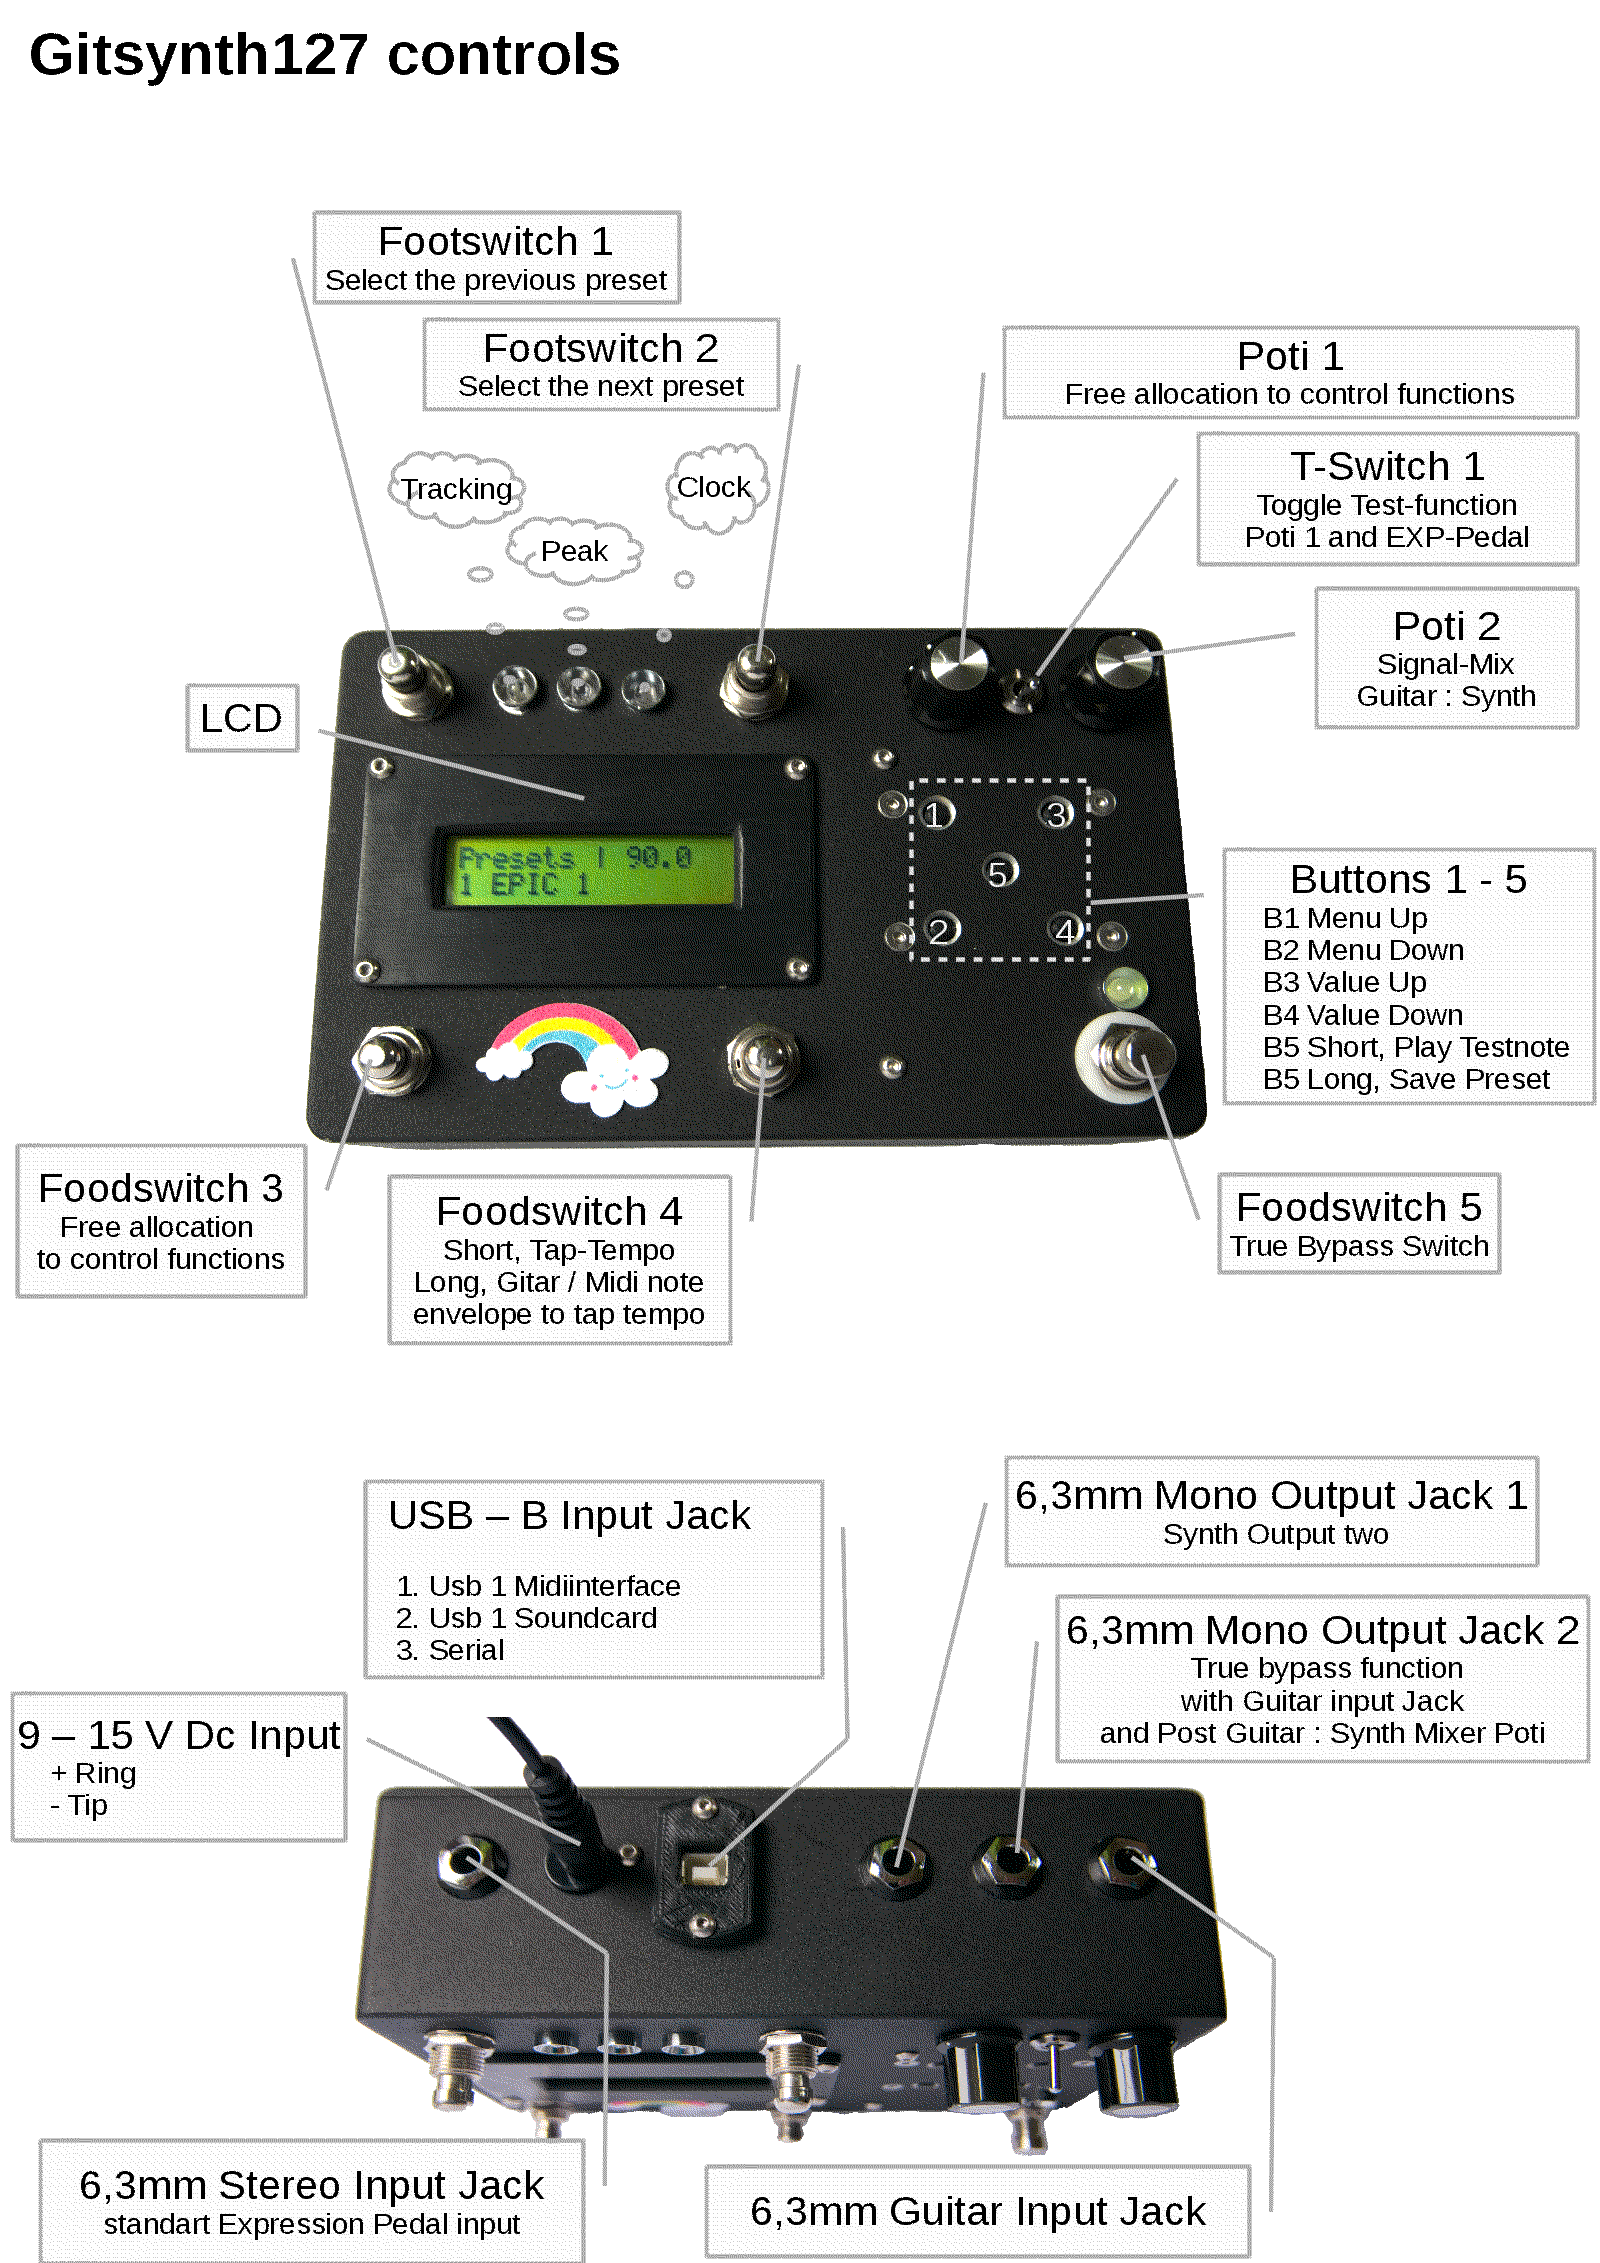 Gitsynth127 controls
Footswitch 1
Select the previous preset
Footswitch 2
Select the next preset
Poti 1
Free allocation to control functions
Tracking
Clock
Peak
T-Switch 1
Toggle Test-function
Poti 1 and EXP-Pedal
Poti 2
Signal-Mix
Guitar : Synth
LCD
Presets | 90.0
1 EPIC 1
1
3
5
2
4
Buttons 1 - 5
B1 Menu Up
B2 Menu Down
B3 Value Up
B4 Value Down
B5 Short, Play Testnote
B5 Long, Save Preset
Foodswitch 3
Free allocation
to control functions
Foodswitch 4
Short, Tap-Tempo
Long, Gitar / Midi note
envelope to tap tempo
Foodswitch 5
True Bypass Switch
USB – B Input Jack
1. Usb 1 Midiinterface
2. Usb 1 Soundcard
3. Serial
6,3mm Mono Output Jack 1
Synth Output two
6,3mm Mono Output Jack 2
True bypass function
with Guitar input Jack
and Post Guitar : Synth Mixer Poti
9 – 15 V Dc Input
+ Ring
- Tip
6,3mm Stereo Input Jack
standart Expression Pedal input
6,3mm Guitar Input Jack